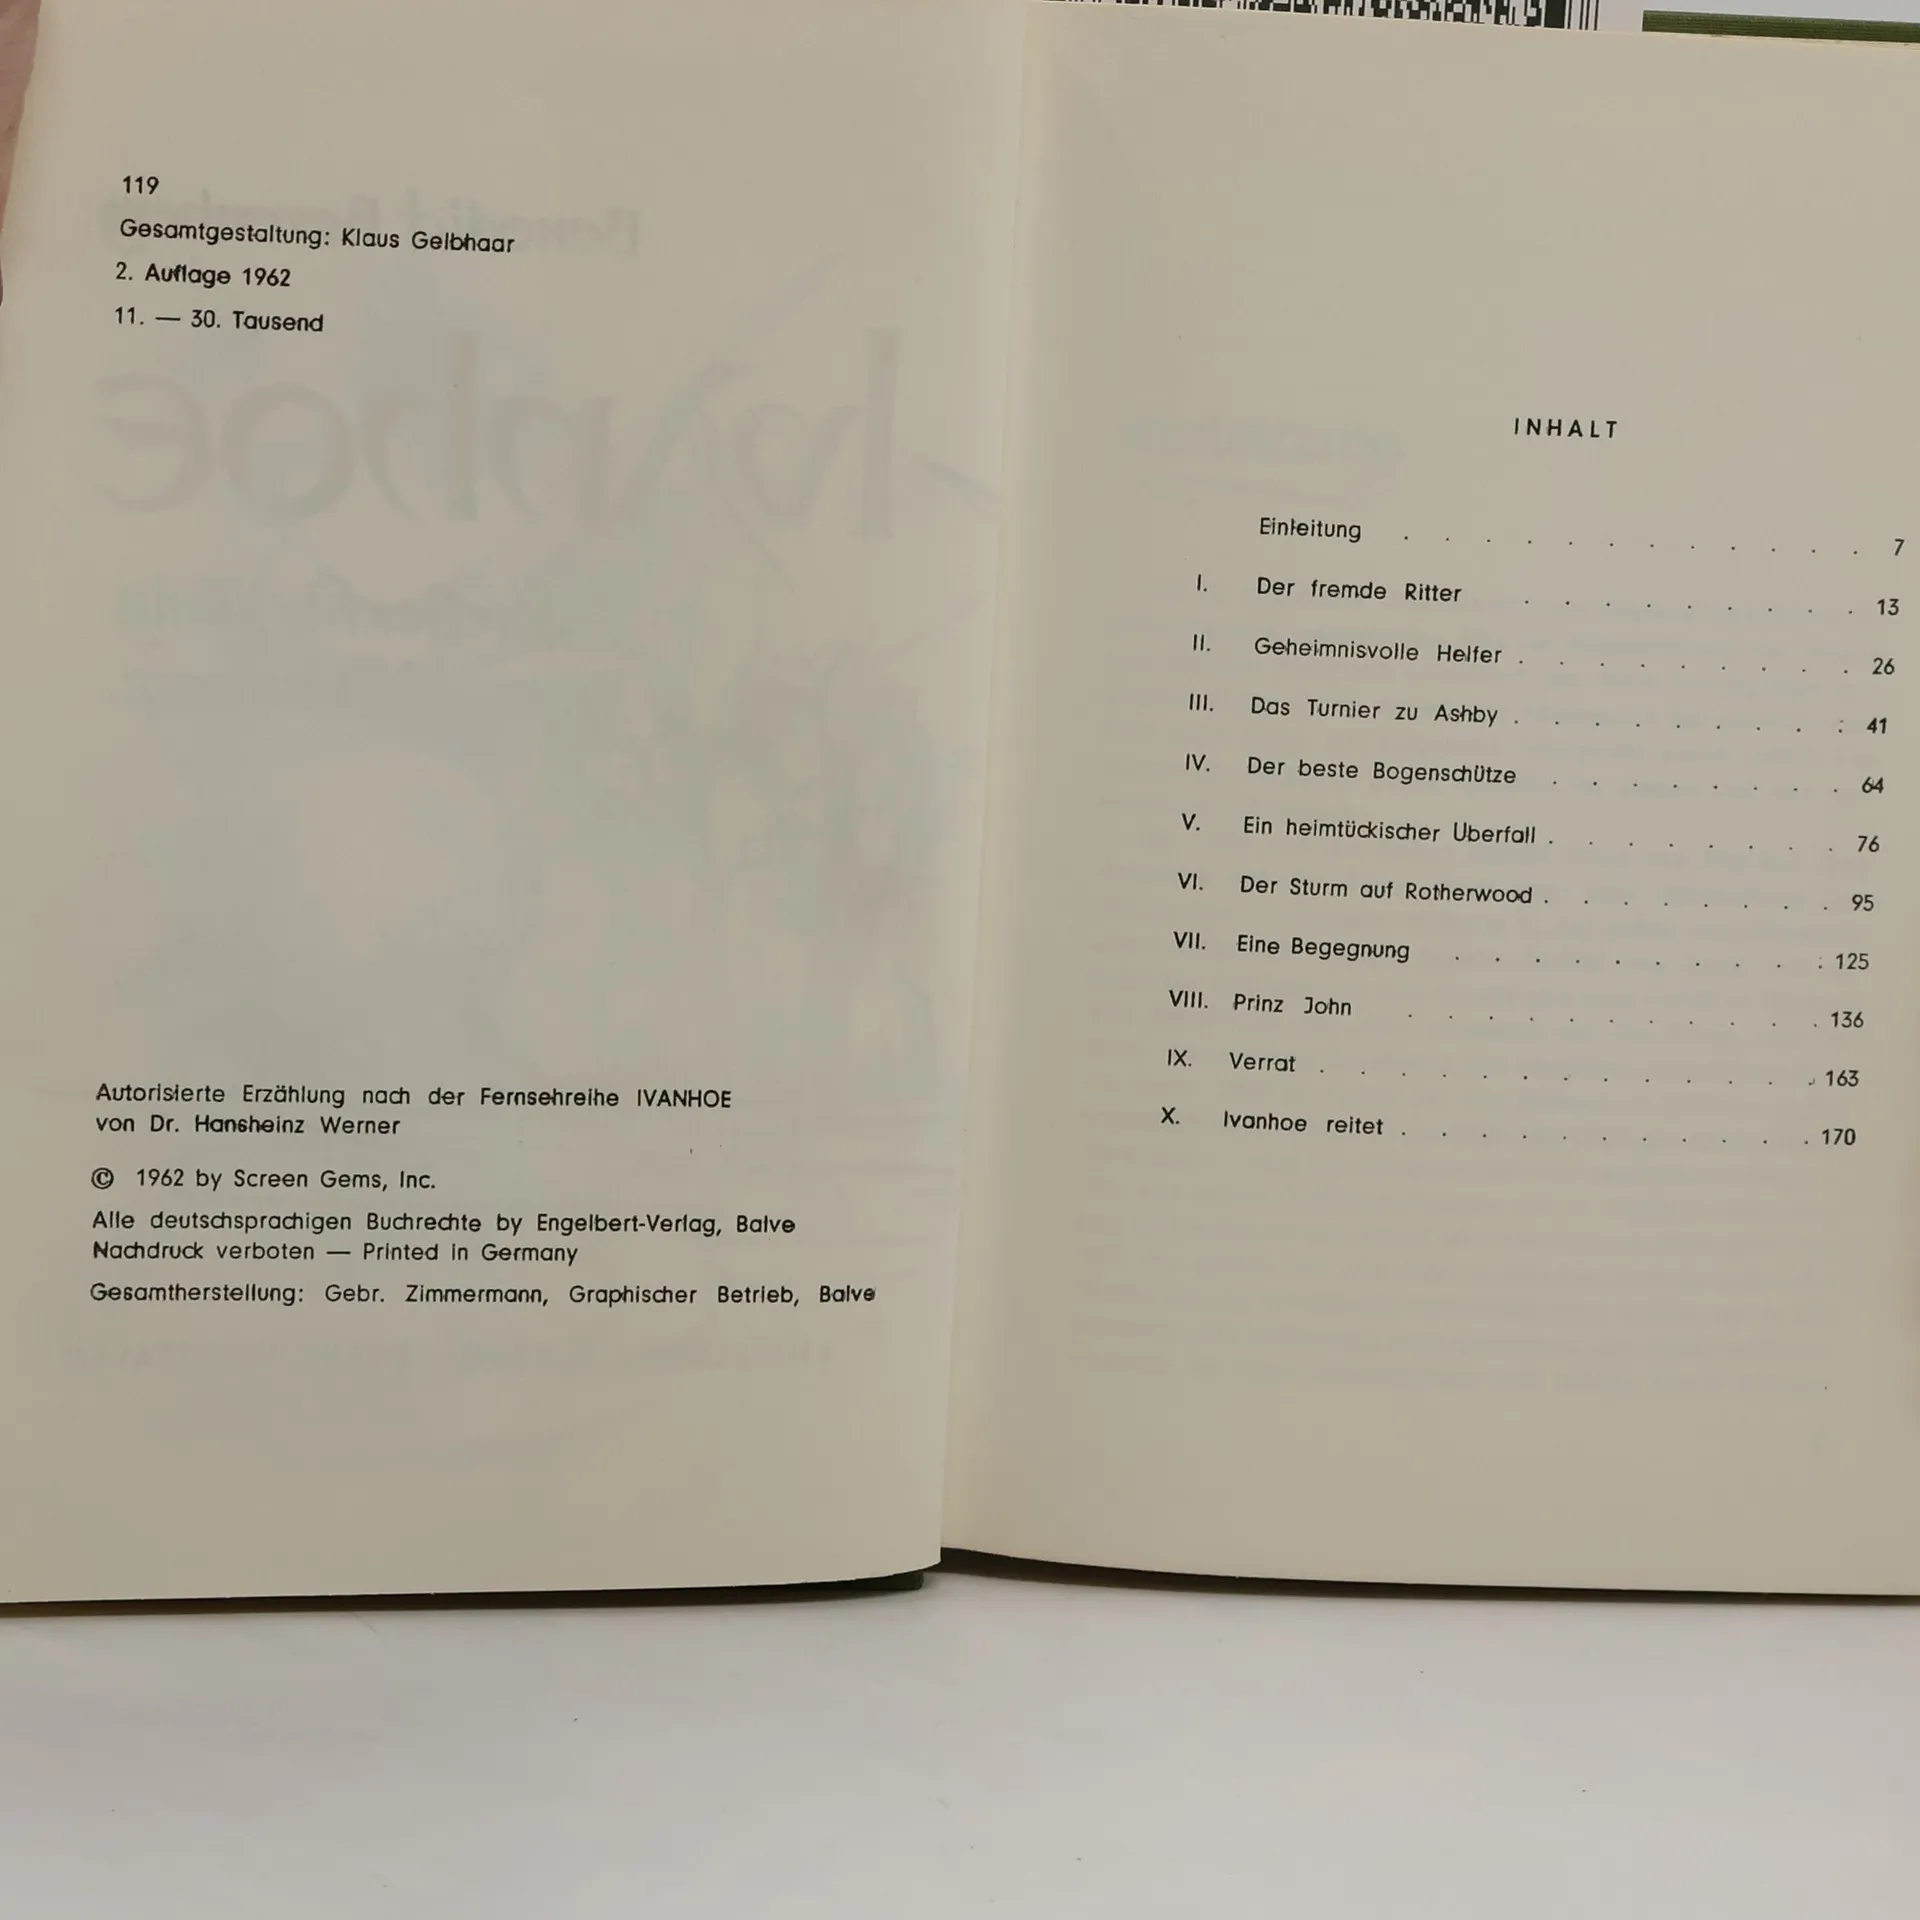 119
Gesamtgestaltung: Klaus Gelbhaar
2. Auflage 1962
11. — 30. Tausend
Autorisierte Erzählung nach der Fernsehreihe IVANHOE
von Dr. Hansheinz Werner
© 1962 by Screen Gems, Inc.
Alle deutschsprachigen Buchrechte by Engelbert-Verlag, Balve
Nachdruck verboten — Printed in Germany
Gesamtherstellung: Gebr. Zimmermann, Graphischer Betrieb, Balve
INHALT
Einleitung . . . . . . . . . . . . 7
I. Der fremde Ritter . . . . . . . . . 13
II. Geheimnisvolle Helfer . . . . . . . . . 26
III. Das Turnier zu Ashby . . . . . . . . : 41
IV. Der beste Bogenschütze . . . . . . . . 64
V. Ein heimtückischer Uberfall . . . . . . . . 76
VI. Der Sturm auf Rotherwood . . . . . . . . 95
VII. Eine Begegnung . . . . . . . . . : 125
VIII. Prinz John . . . . . . . . . . . 136
IX. Verrat . . . . . . . . . . . . . 163
X. Ivanhoe reitet . . . . . . . . . . . 170